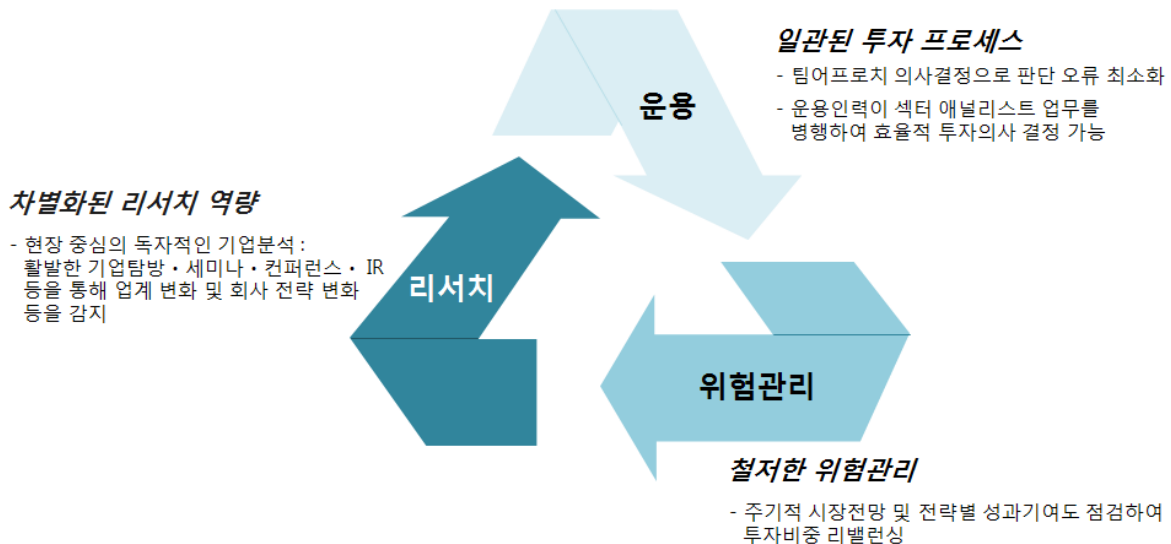 일관된 투자 프로세스
- 팀어프로치 의사결정으로 판단 오류 최소화
- 운용인력이 섹터 애널리스트 업무를
병행하여 효율적 투자의사 결정 가능
운용
차별화된 리서치 역량
- 현장 중심의 독자적인 기업분석 :
활발한 기업탐방・세미나・컨퍼런스・IR
등을 통해 업계 변화 및 회사 전략 변화
등을 감지
리서치
위험관리
철저한 위험관리
- 주기적 시장전망 및 전략별 성과기여도 점검하여
투자비중 리밸런싱